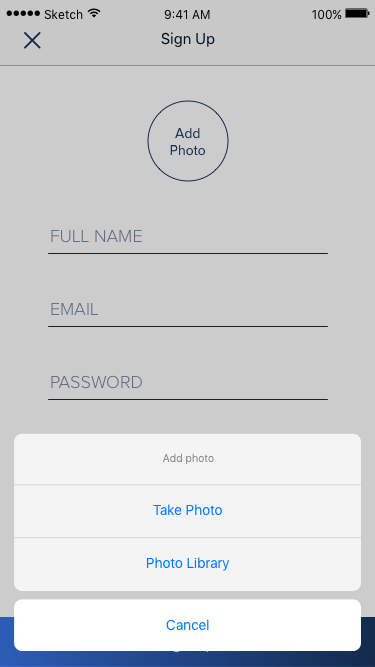 Sketch 9:41 AM 100%
Sign Up
Add
Photo
FULL NAME
EMAIL
PASSWORD
Add photo
Take Photo
Photo Library
Cancel